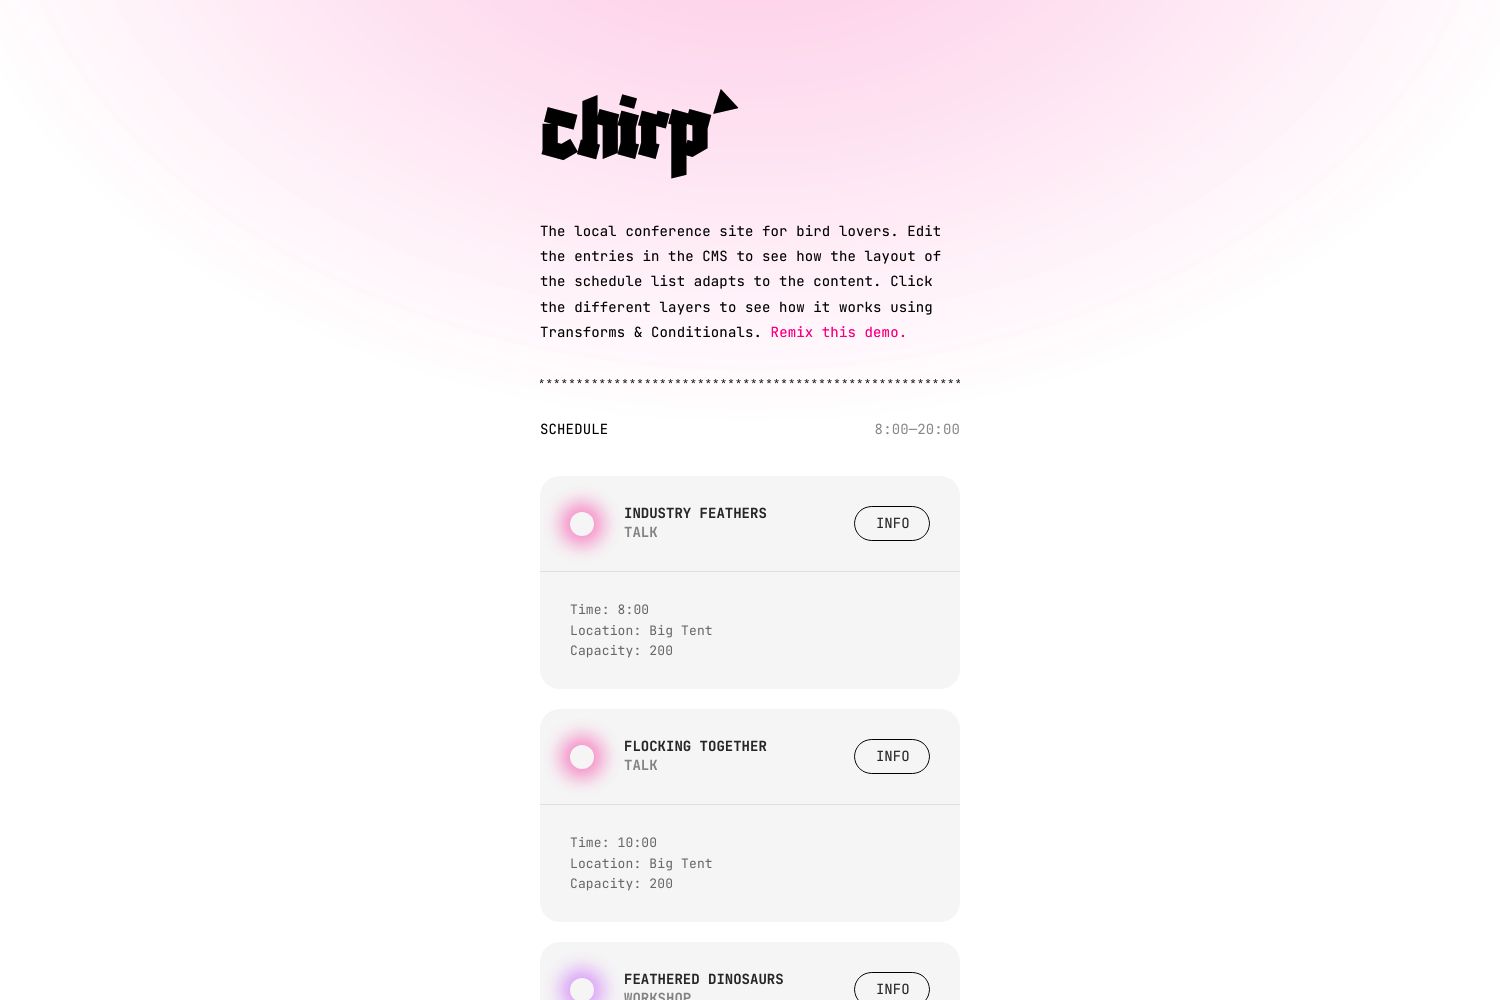 chirp
The local conference site for bird lovers. Edit
the entries in the CMS to see how the layout of
the schedule list adapts to the content. Click
the different layers to see how it works using
Transforms & Conditionals. Remix this demo.
*******************************************************
SCHEDULE 8:00—20:00
INDUSTRY FEATHERS
TALK
INFO
Time: 8:00
Location: Big Tent
Capacity: 200
FLOCKING TOGETHER
TALK
INFO
Time: 10:00
Location: Big Tent
Capacity: 200
FEATHERED DINOSAURS
WORKSHOP
INFO